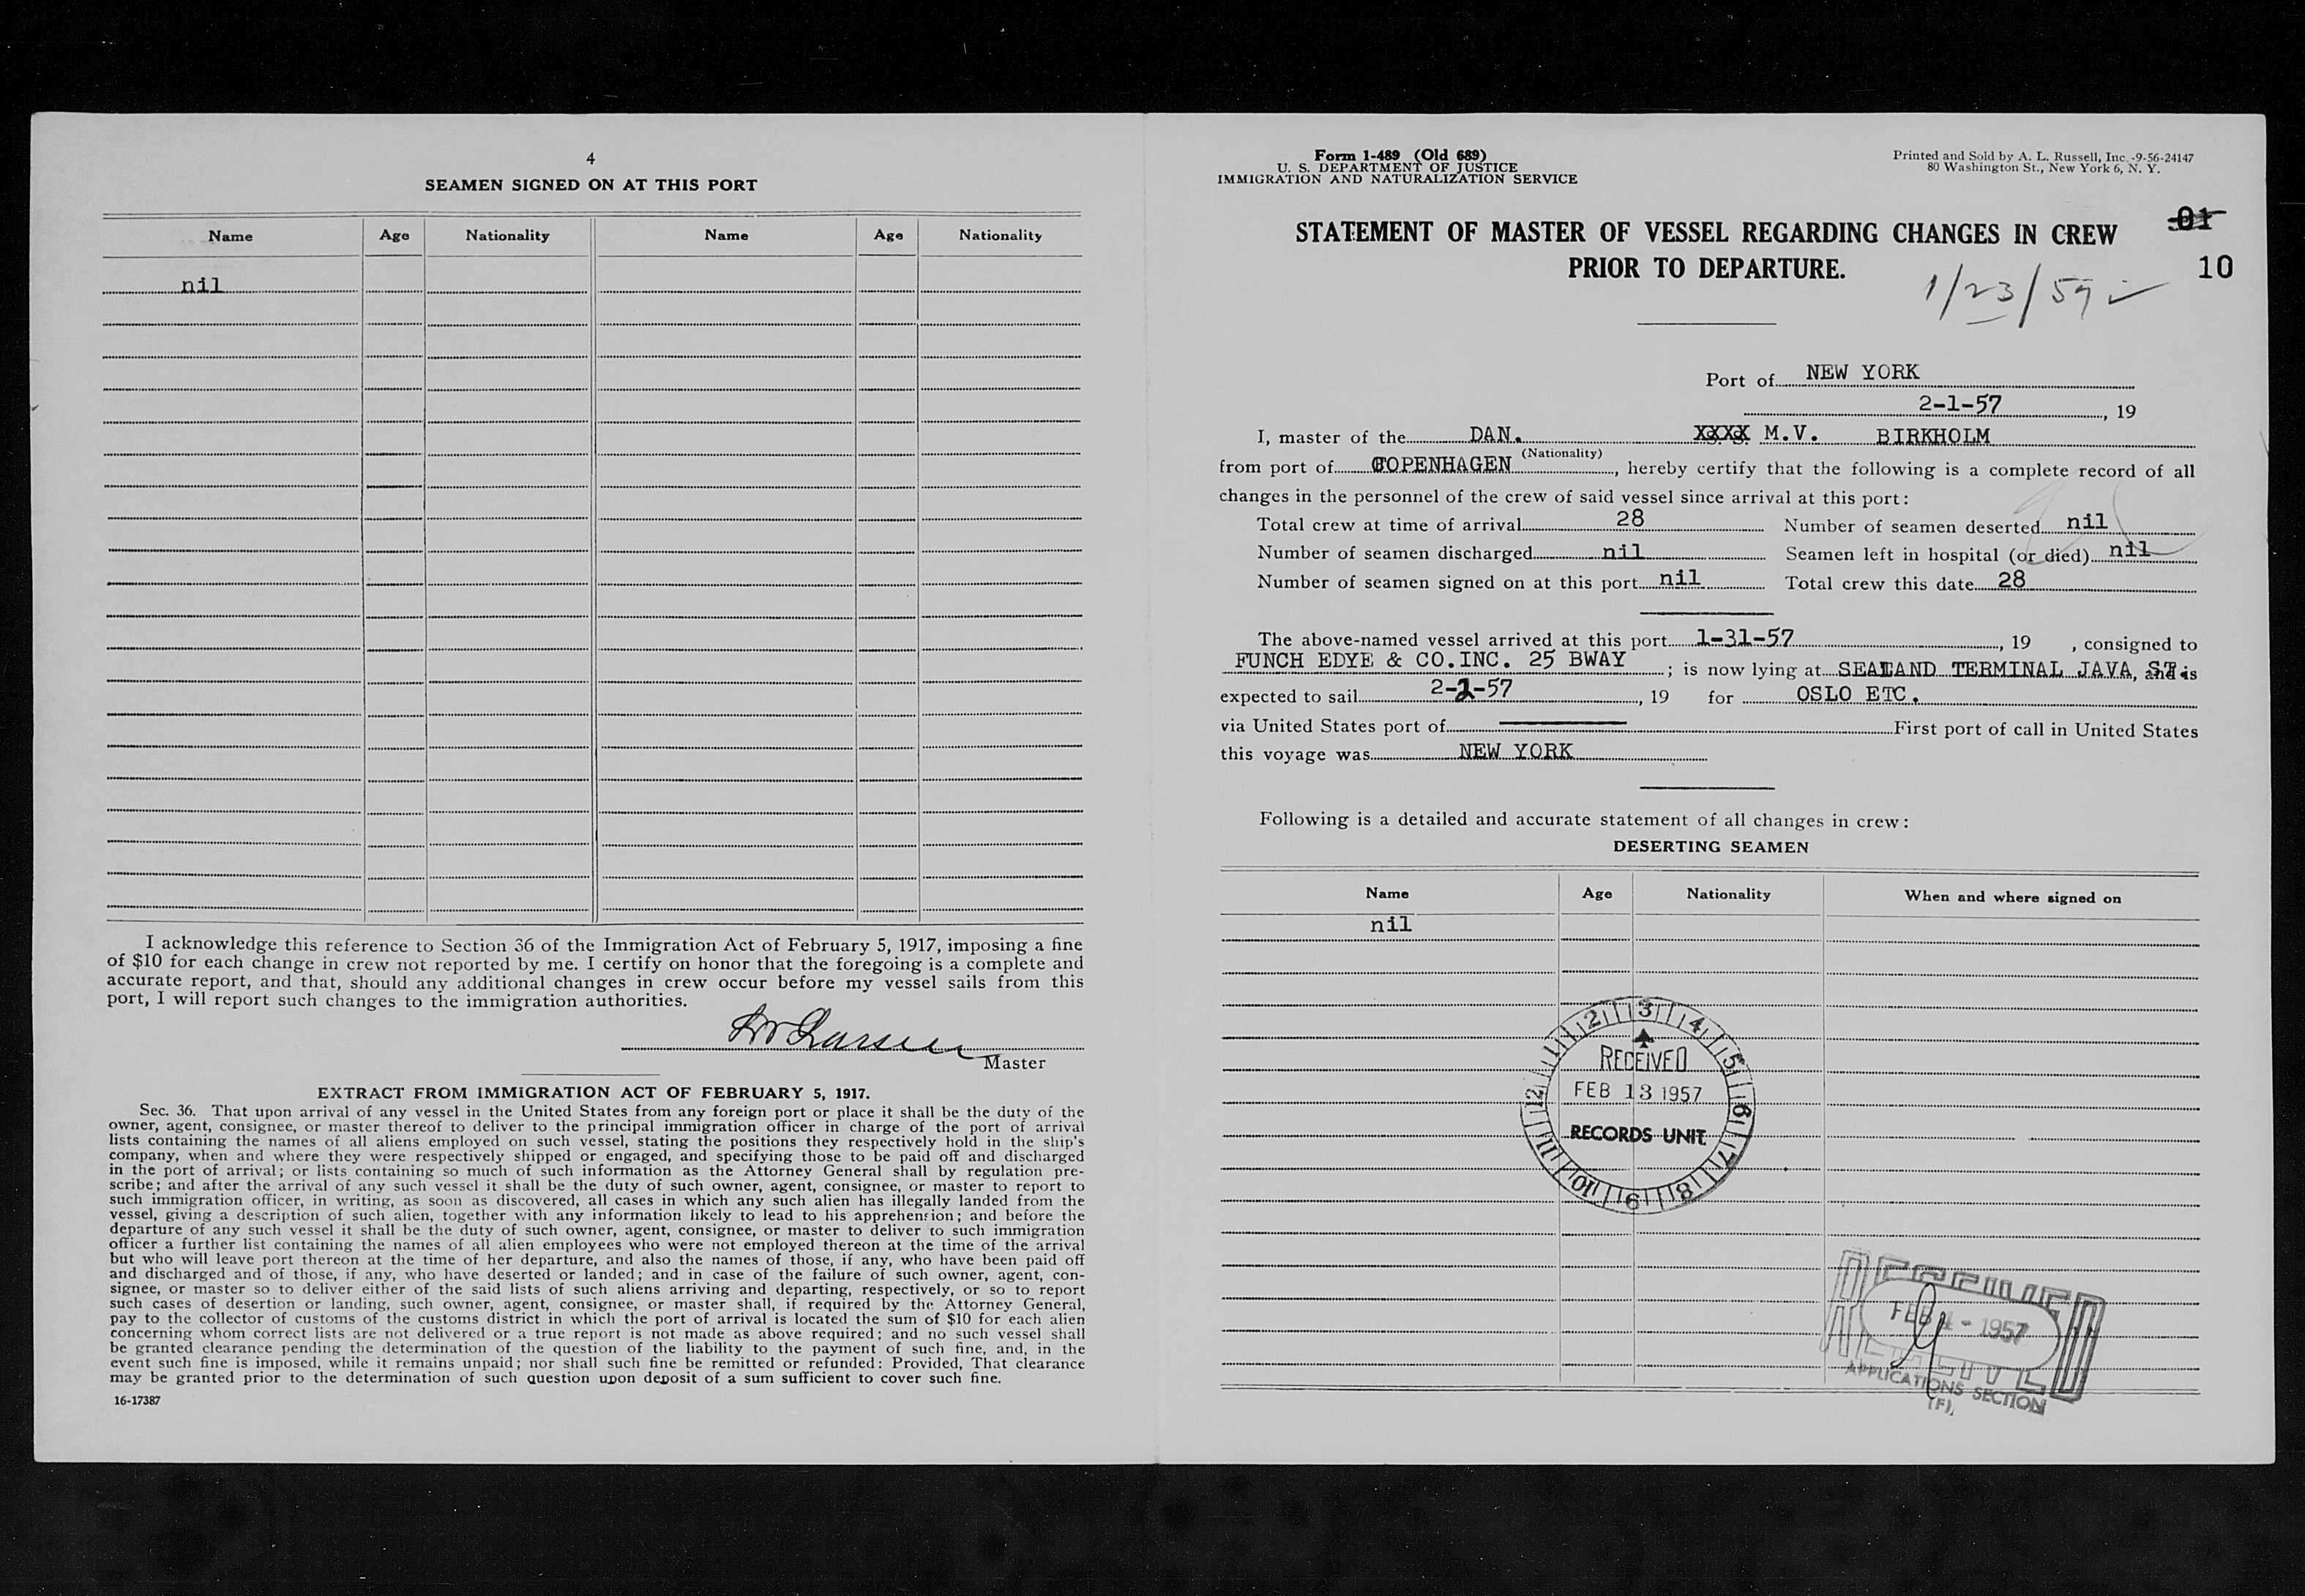 4
SEAMEN SIGNED ON AT THIS PORT
Name Age Nationality Name Age Nationality
nil
I acknowledge this reference to Section 36 of the Immigration Act of February 5, 1917, imposing a fine
of $10 for each change in crew not reported by me. I certify on honor that the foregoing is a complete and
accurate report, and that, should any additional changes in crew occur before my vessel sails from this
port, I will report such changes to the immigration authorities.
Larsen
Master
EXTRACT FROM IMMIGRATION ACT OF FEBRUARY 5, 1917.
Sec. 36. That upon arrival of any vessel in the United States from any foreign port or place it shall be the duty of the
owner, agent, consignee, or master thereof to deliver to the principal immigration officer in charge of the port of arrival
lists containing the names of all aliens employed on such vessel, stating the positions they respectively hold in the ship's
company, when and where they were respectively shipped or engaged, and specifying those to be paid off and discharged
in the port of arrival; or lists containing so much of such information as the Attorney General shall by regulation pre-
scribe; and after the arrival of any such vessel it shall be the duty of such owner, agent, consignee, or master to report to
such immigration officer, in writing, as soon as discovered, all cases in which any such alien has illegally landed from the
vessel, giving a description of such alien, together with any information likely to lead to his apprehension; and before the
departure of any such vessel it shall be the duty of such owner, agent, consignee, or master to deliver to such immigration
officer a further list containing the names of all alien employees who were not employed thereon at the time of the arrival
but who will leave port thereon at the time of her departure, and also the names of those, if any, who have been paid off
and discharged and of those, if any, who have deserted or landed; and in case of the failure of such owner, agent, con-
signee, or master so to deliver either of the said lists of such aliens arriving and departing, respectively, or so to report
such cases of desertion or landing, such owner, agent, consignee, or master shall, if required by the Attorney General,
pay to the collector of customs of the customs district in which the port of arrival is located the sum of $10 for each alien
concerning whom correct lists are not delivered or a true report is not made as above required; and no such vessel shall
be granted clearance pending the determination of the question of the liability to the payment of such fine, and, in the
event such fine is imposed, while it remains unpaid; nor shall such fine be remitted or refunded: Provided, That clearance
may be granted prior to the determination of such question upon deposit of a sum sufficient to cover such fine.
16-17387
Form 1-489 (Old 689)
U. S. DEPARTMENT OF JUSTICE
IMMIGRATION AND NATURALIZATION SERVICE
Printed and Sold by A. L. Russell, Inc.-9-56-24147
80 Washington St., New York 6, N. Y.
STATEMENT OF MASTER OF VESSEL REGARDING CHANGES IN CREW
PRIOR TO DEPARTURE.
01
10
1/23/59
Port of NEW YORK
2-1-57, 19
I, master of the DAN. XXXX M.V. BIRKHOLM
(Nationality)
from port of COPENHAGEN, hereby certify that the following is a complete record of all
changes in the personnel of the crew of said vessel since arrival at this port:
Total crew at time of arrival 28 Number of seamen deserted nil
Number of seamen discharged nil Seamen left in hospital (or died) nil
Number of seamen signed on at this port nil Total crew this date 28
The above-named vessel arrived at this port 1-31-57, 19 , consigned to
FUNCH EDYE & CO.INC. 25 BWAY ; is now lying at SEALAND TERMINAL JAVA, ST. and is
expected to sail 2-1-57, 19 for OSLO ETC.
via United States port of First port of call in United States
this voyage was NEW YORK
Following is a detailed and accurate statement of all changes in crew:
DESERTING SEAMEN
Name Age Nationality When and where signed on
nil
12 1 2 3 4 5 6 7 8 9 10 11
RECEIVED
FEB 13 1957
RECORDS UNIT
RECEIVED
FEB 4 - 1957
APPLICATIONS SECTION
(F)